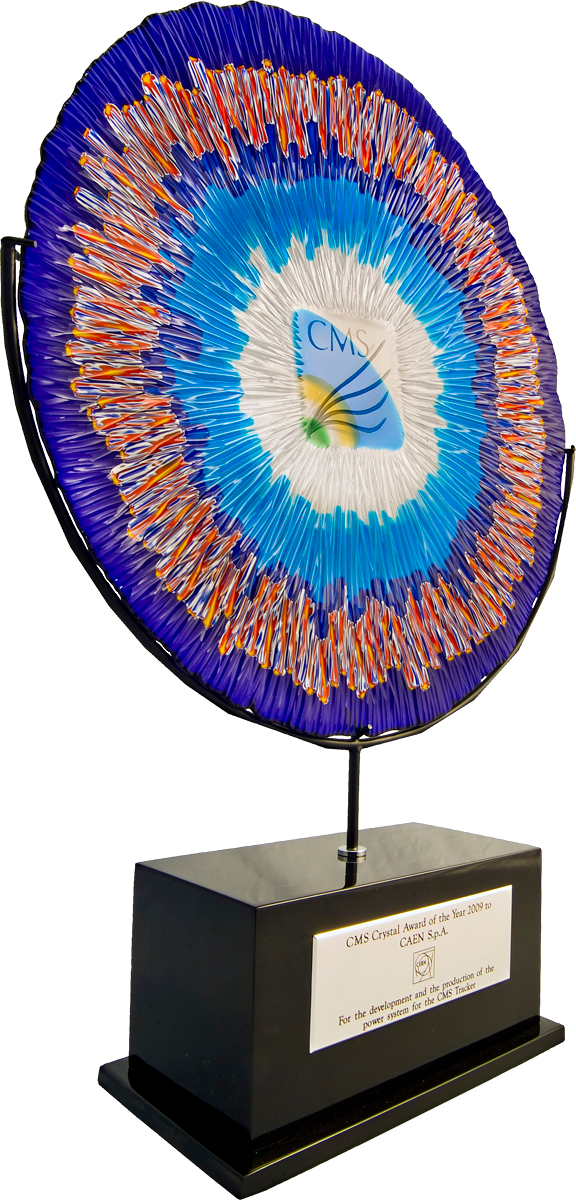 CMS
CMS Crystal Award of the Year 2009 to
CAEN S.p.A.
CERN
For the development and the production of the
power system for the CMS Tracker